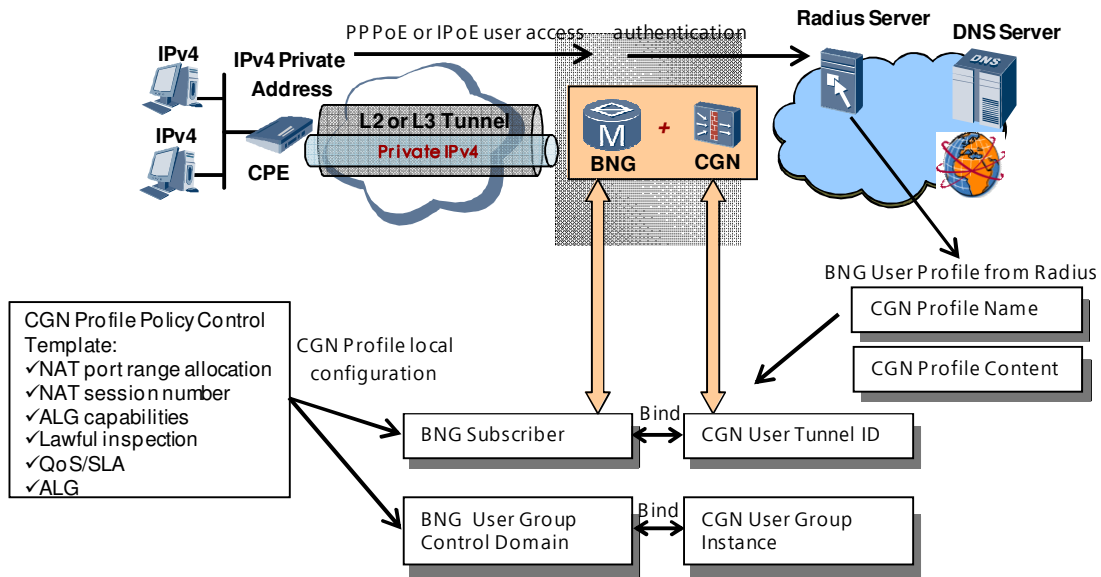 PPPoE or IPoE user access
authentication
Radius Server
DNS Server
IPv4
IPv4 Private
Address
DNS
L2 or L3 Tunnel
Private IPv4
IPv4
CPE
M
+
BNG
CGN
BNG User Profile from Radius
CGN Profile Name
CGN Profile Content
CGN Profile Policy Control
Template:
✓NAT port range allocation
✓NAT session number
✓ALG capabilities
✓Lawful inspection
✓QoS/SLA
✓ALG
CGN Profile local
configuration
BNG Subscriber
Bind
CGN User Tunnel ID
BNG User Group
Control Domain
Bind
CGN User Group
Instance